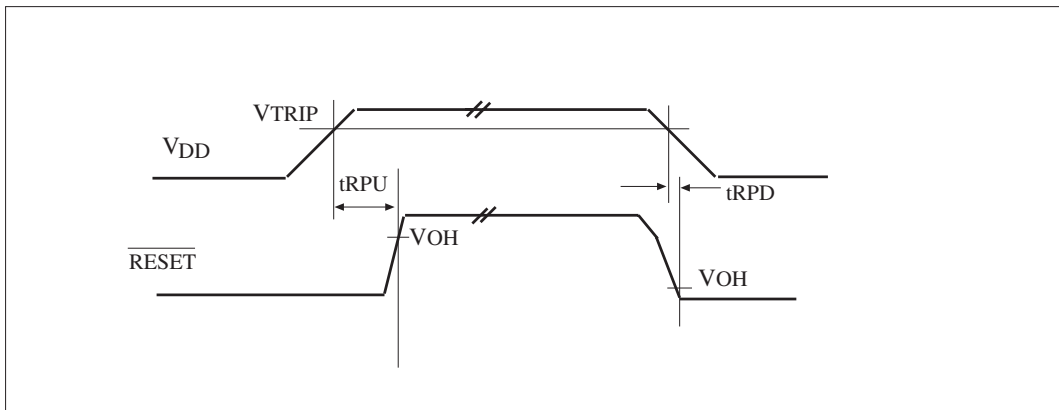 VTRIP
VDD
tRPU
tRPD
VOH
RESET
VOH